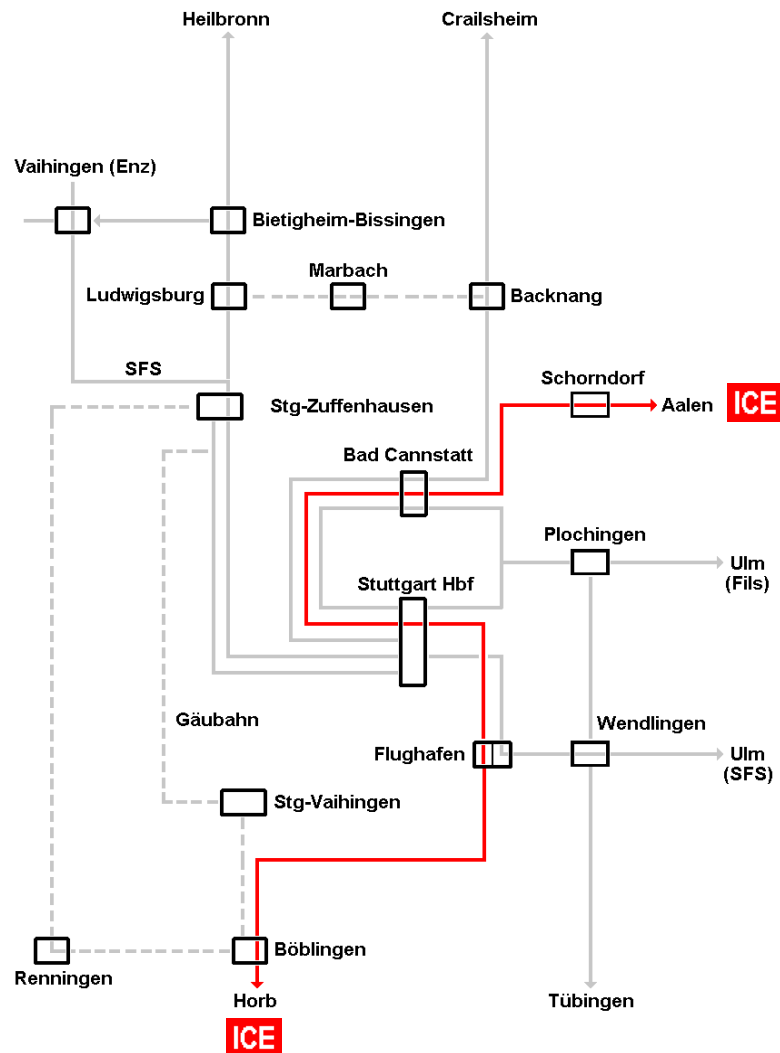 Heilbronn
Crailsheim
Vaihingen (Enz)
Bietigheim-Bissingen
Marbach
Ludwigsburg
Backnang
SFS
Schorndorf
Stg-Zuffenhausen
Aalen
ICE
Bad Cannstatt
Plochingen
Ulm
(Fils)
Stuttgart Hbf
Gäubahn
Wendlingen
Flughafen
Ulm
(SFS)
Stg-Vaihingen
Böblingen
Renningen
Horb
Tübingen
ICE